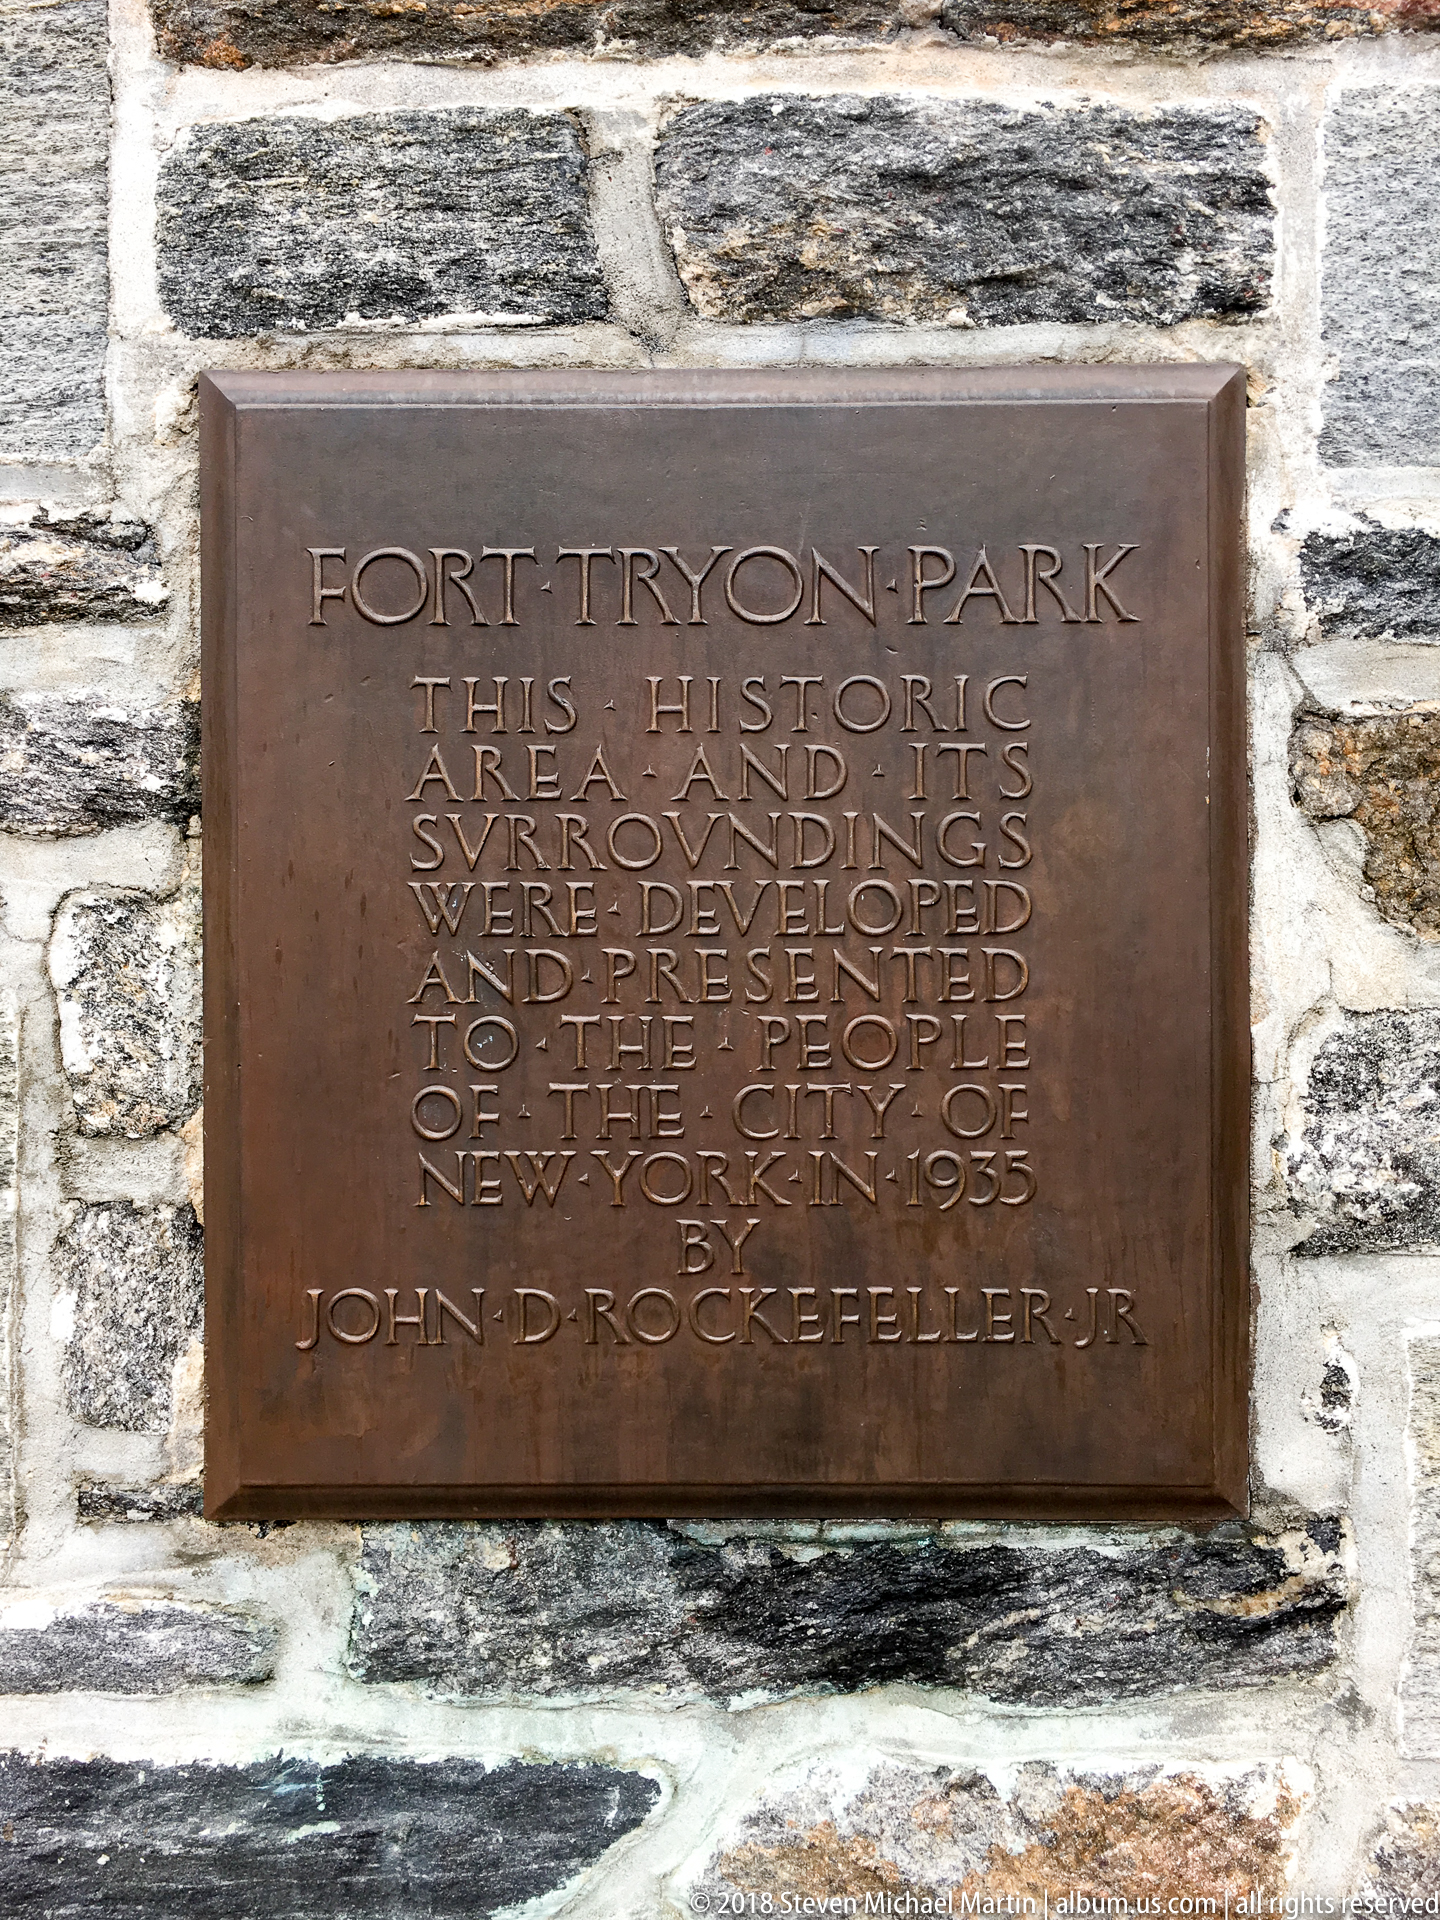 FORT·TRYON·PARK
THIS · HISTORIC
AREA · AND · ITS
SVRROVNDINGS
WERE · DEVELOPED
AND · PRESENTED
TO · THE · PEOPLE
OF · THE · CITY · OF
NEW · YORK · IN · 1935
BY
JOHN · D · ROCKEFELLER · JR
© 2018 Steven Michael Martin | album.us.com | all rights reserved